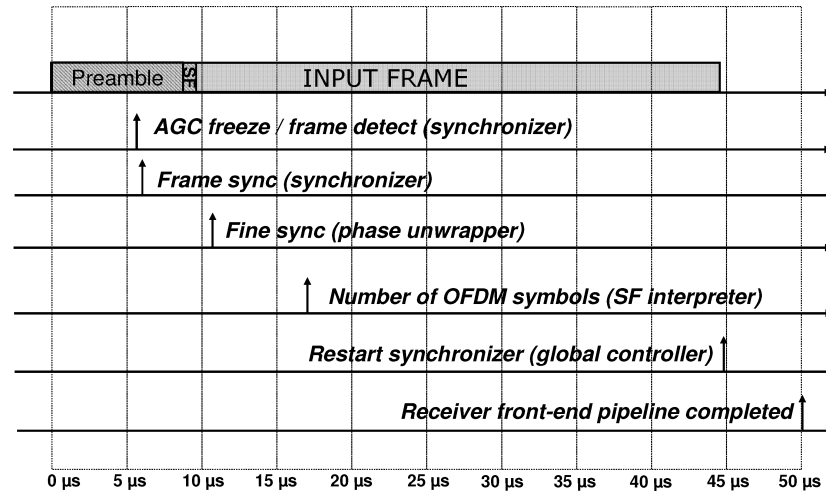 Preamble SF INPUT FRAME
AGC freeze / frame detect (synchronizer)
Frame sync (synchronizer)
Fine sync (phase unwrapper)
Number of OFDM symbols (SF interpreter)
Restart synchronizer (global controller)
Receiver front-end pipeline completed
0 µs 5 µs 10 µs 15 µs 20 µs 25 µs 30 µs 35 µs 40 µs 45 µs 50 µs